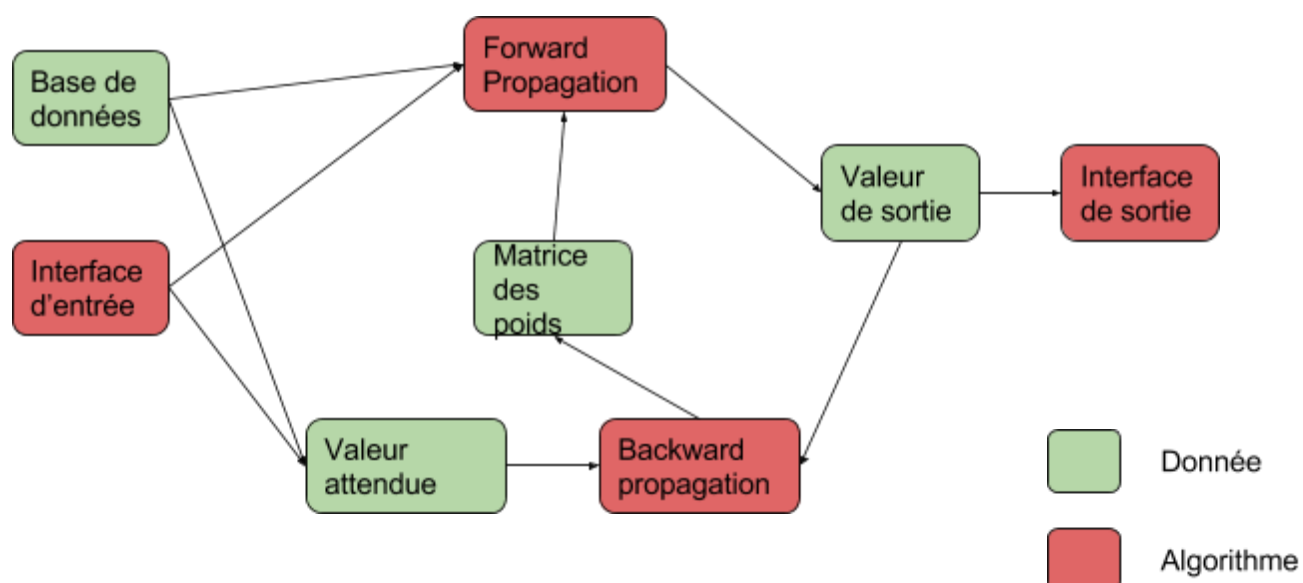 Base de
données
Forward
Propagation
Interface
d'entrée
Matrice
des
poids
Valeur
de sortie
Interface
de sortie
Valeur
attendue
Backward
propagation
Donnée
Algorithme